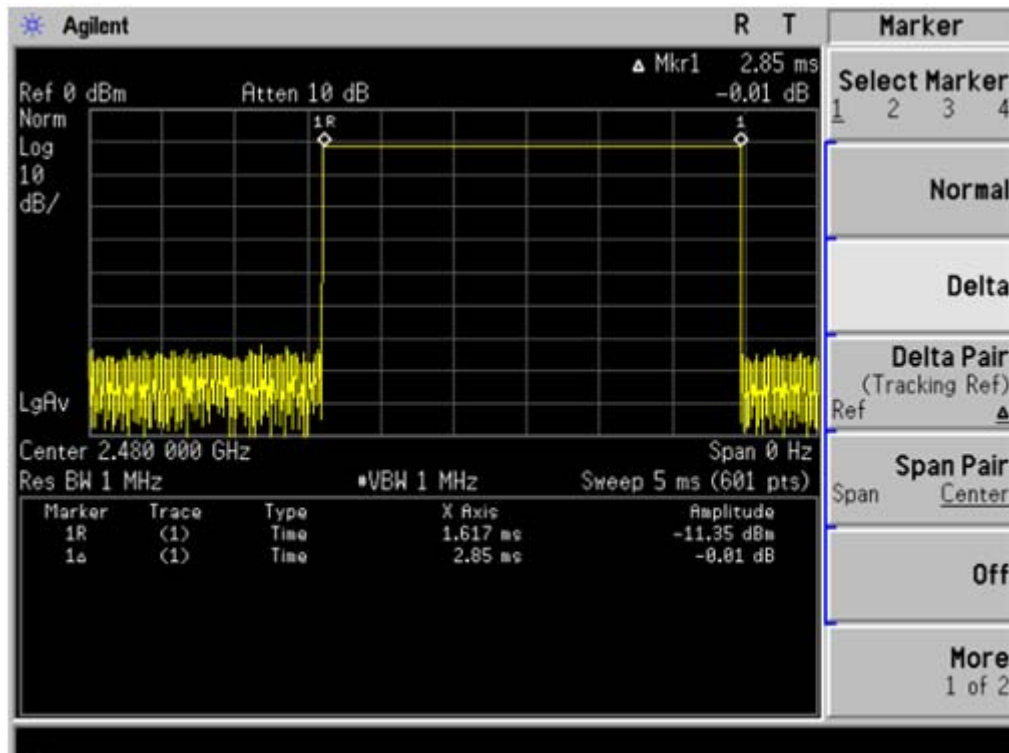 Agilent R T Marker
Δ Mkr1 2.85 ms
Ref 0 dBm Atten 10 dB -0.01 dB
Norm
Log
10
dB/
1R 1
LgAv
Center 2.480 000 GHz Span 0 Hz
Res BW 1 MHz #VBW 1 MHz Sweep 5 ms (601 pts)
Marker Trace Type X Axis Amplitude
1R (1) Time 1.617 ms -11.35 dBm
1Δ (1) Time 2.85 ms -0.01 dB
Select Marker
1 2 3 4
Normal
Delta
Delta Pair
(Tracking Ref)
Ref Δ
Span Pair
Span Center
Off
More
1 of 2